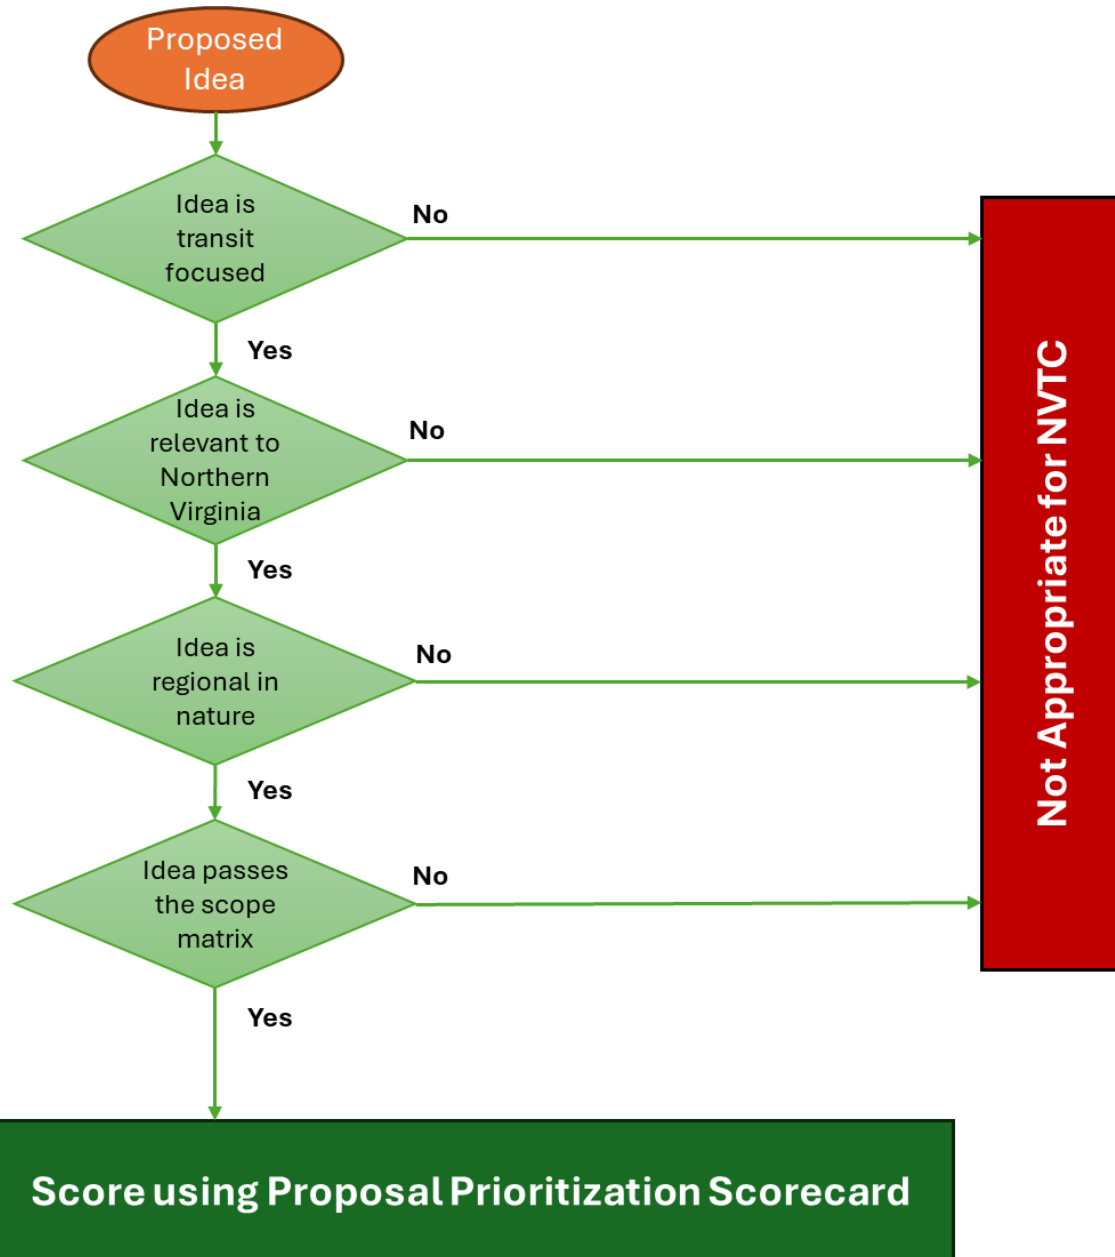 Proposed
Idea
Idea is
transit
focused
No
Yes
Idea is
relevant to
Northern
Virginia
No
Yes
Idea is
regional in
nature
No
Yes
Idea passes
the scope
matrix
No
Yes
Not Appropriate for NVTC
Score using Proposal Prioritization Scorecard